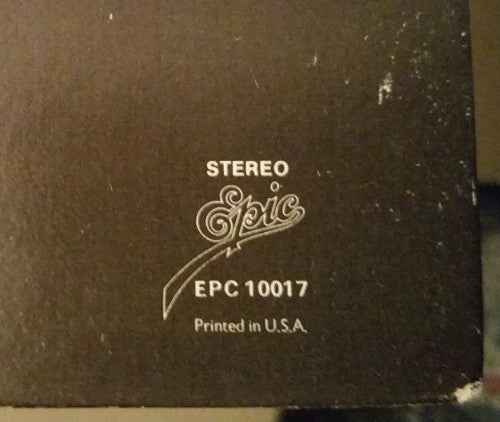 STEREO
Epic
EPC 10017
Printed in U.S.A.